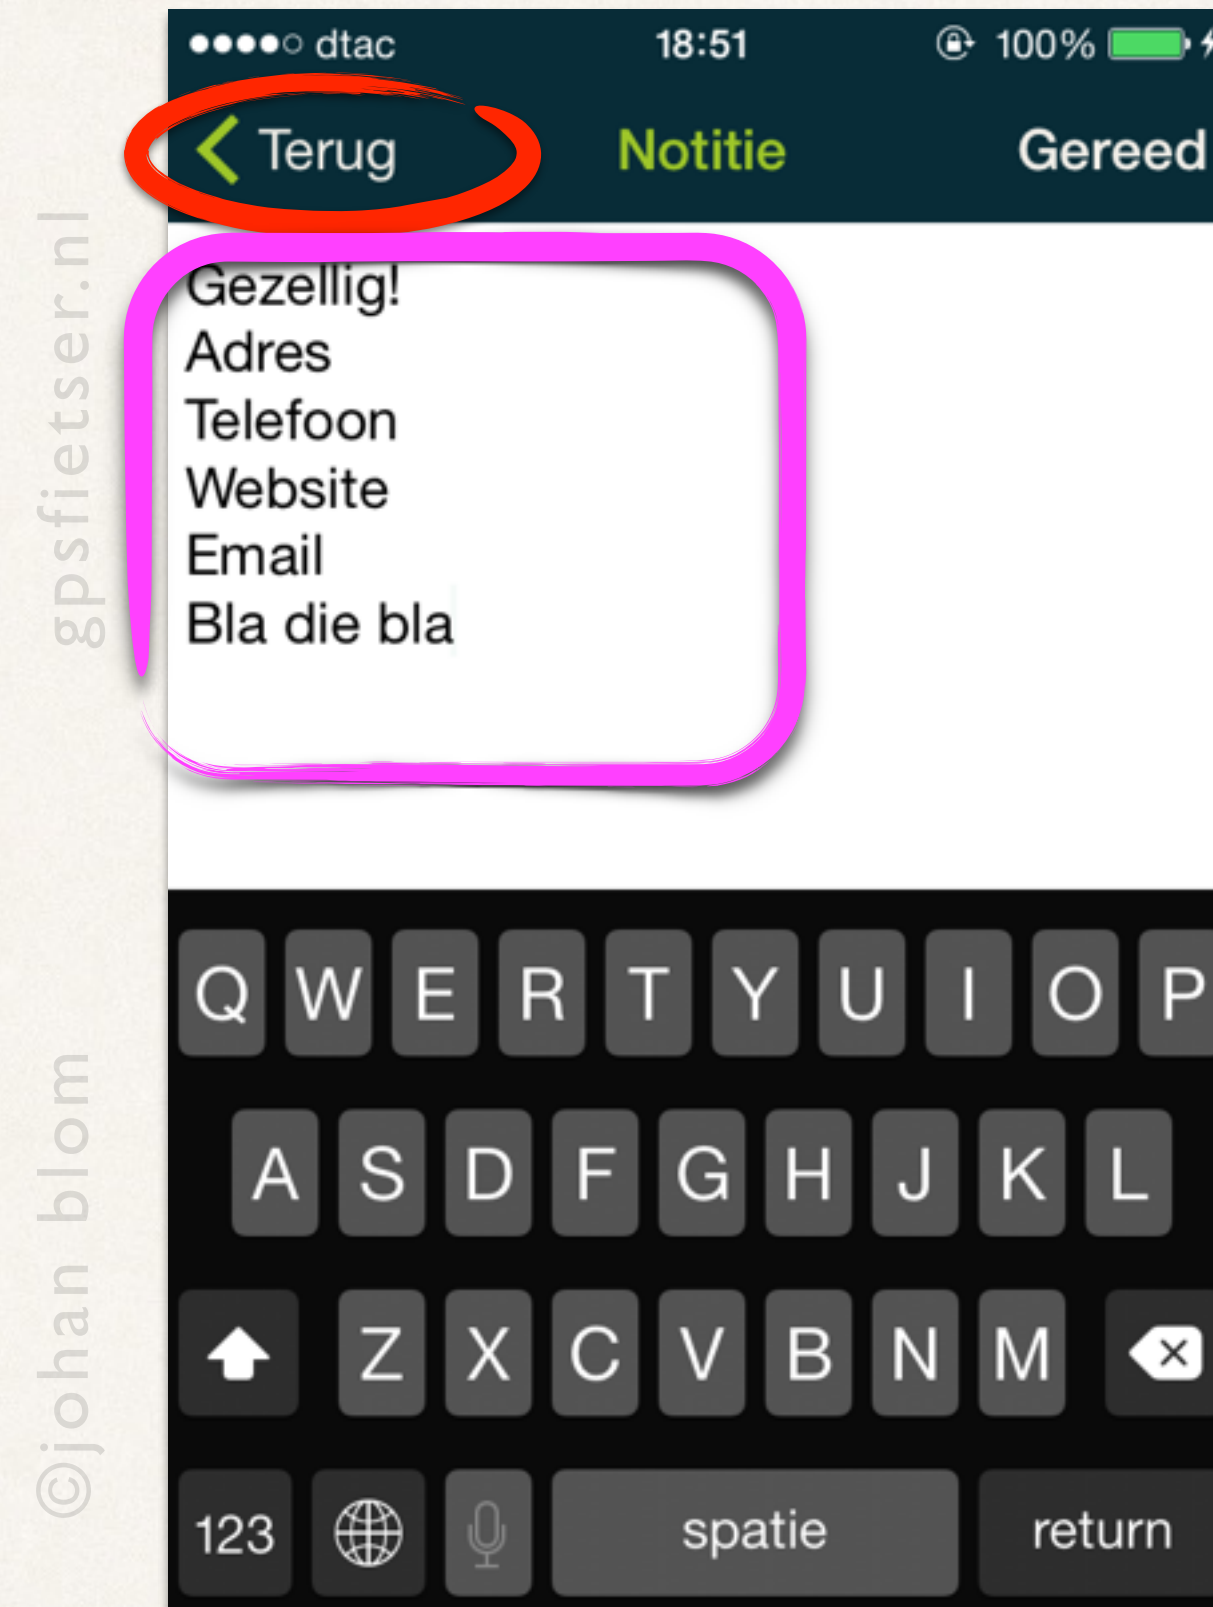 dtac 18:51 100%
Terug Notitie Gereed
Gezellig!
Adres
Telefoon
Website
Email
Bla die bla
Q W E R T Y U I O P
A S D F G H J K L
Z X C V B N M
123 spatie return
gpsfietser.nl
©johan blom